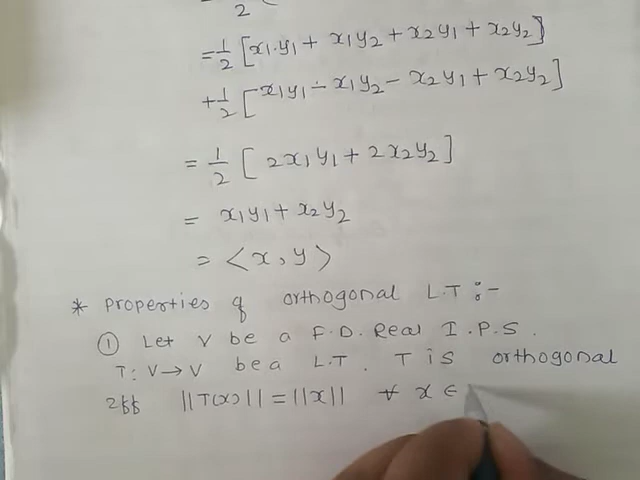 2
= 1/2 [x1.y1 + x1y2 + x2y1 + x2y2]
+ 1/2 [x1y1 - x1y2 - x2y1 + x2y2]
= 1/2 [2x1y1 + 2x2y2]
= x1y1 + x2y2
= <x, y>
* Properties of orthogonal L.T :-
① Let V be a F.D. Real I.P.S.
T: V→V be a L.T. T is orthogonal
iff ||T(x)|| = ||x|| ∀ x ∈